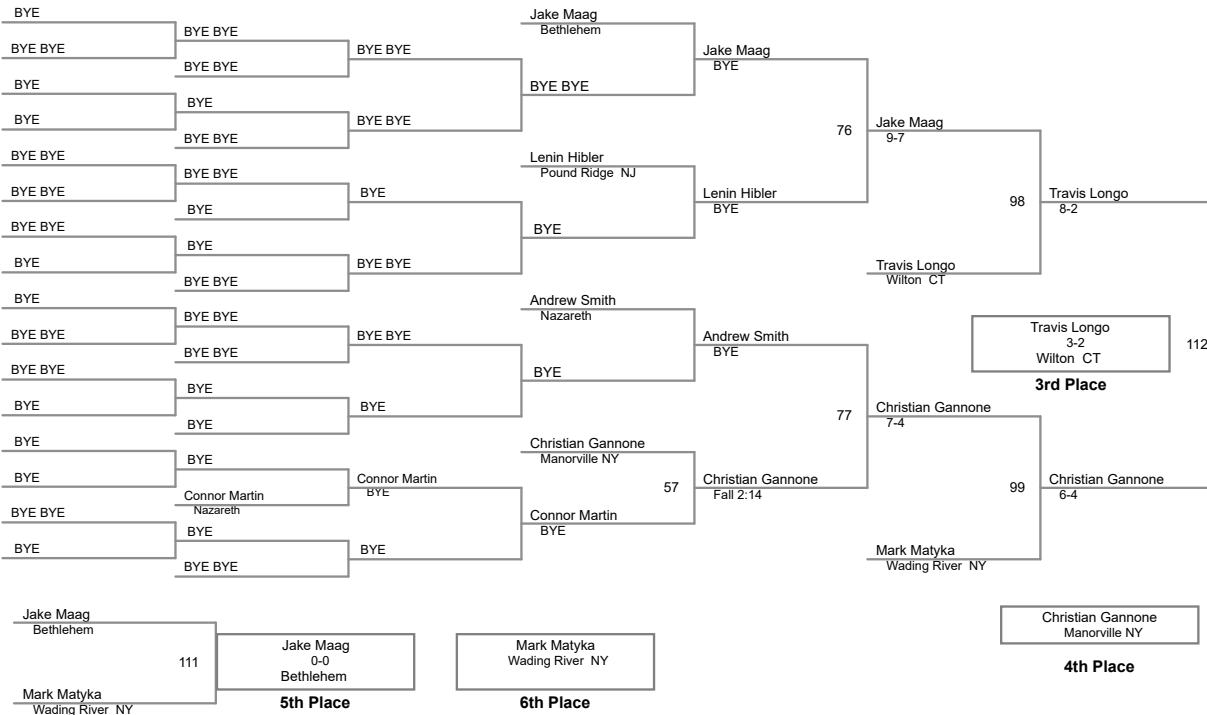 BYE
BYE BYE
BYE
BYE
BYE BYE
BYE BYE
BYE BYE
BYE
BYE
BYE BYE
BYE BYE
BYE
BYE
BYE
BYE BYE
BYE
BYE BYE
BYE BYE
BYE
BYE BYE
BYE BYE
BYE
BYE
BYE BYE
BYE BYE
BYE BYE
BYE
BYE
BYE
Connor Martin
Nazareth
BYE
BYE BYE
BYE BYE
BYE BYE
BYE
BYE BYE
BYE BYE
BYE
Connor Martin
BYE
BYE
Jake Maag
Bethlehem
BYE BYE
Lenin Hibler
Pound Ridge NJ
BYE
Andrew Smith
Nazareth
BYE
Christian Gannone
Manorville NY
57
Connor Martin
BYE
Jake Maag
BYE
76
Lenin Hibler
BYE
Andrew Smith
BYE
77
Christian Gannone
Fall 2:14
Jake Maag
9-7
98
Travis Longo
Wilton CT
Christian Gannone
7-4
99
Mark Matyka
Wading River NY
Travis Longo
8-2
Travis Longo
3-2
Wilton CT
112
3rd Place
Christian Gannone
6-4
Christian Gannone
Manorville NY
4th Place
Jake Maag
Bethlehem
111
Mark Matyka
Wading River NY
Jake Maag
0-0
Bethlehem
5th Place
Mark Matyka
Wading River NY
6th Place